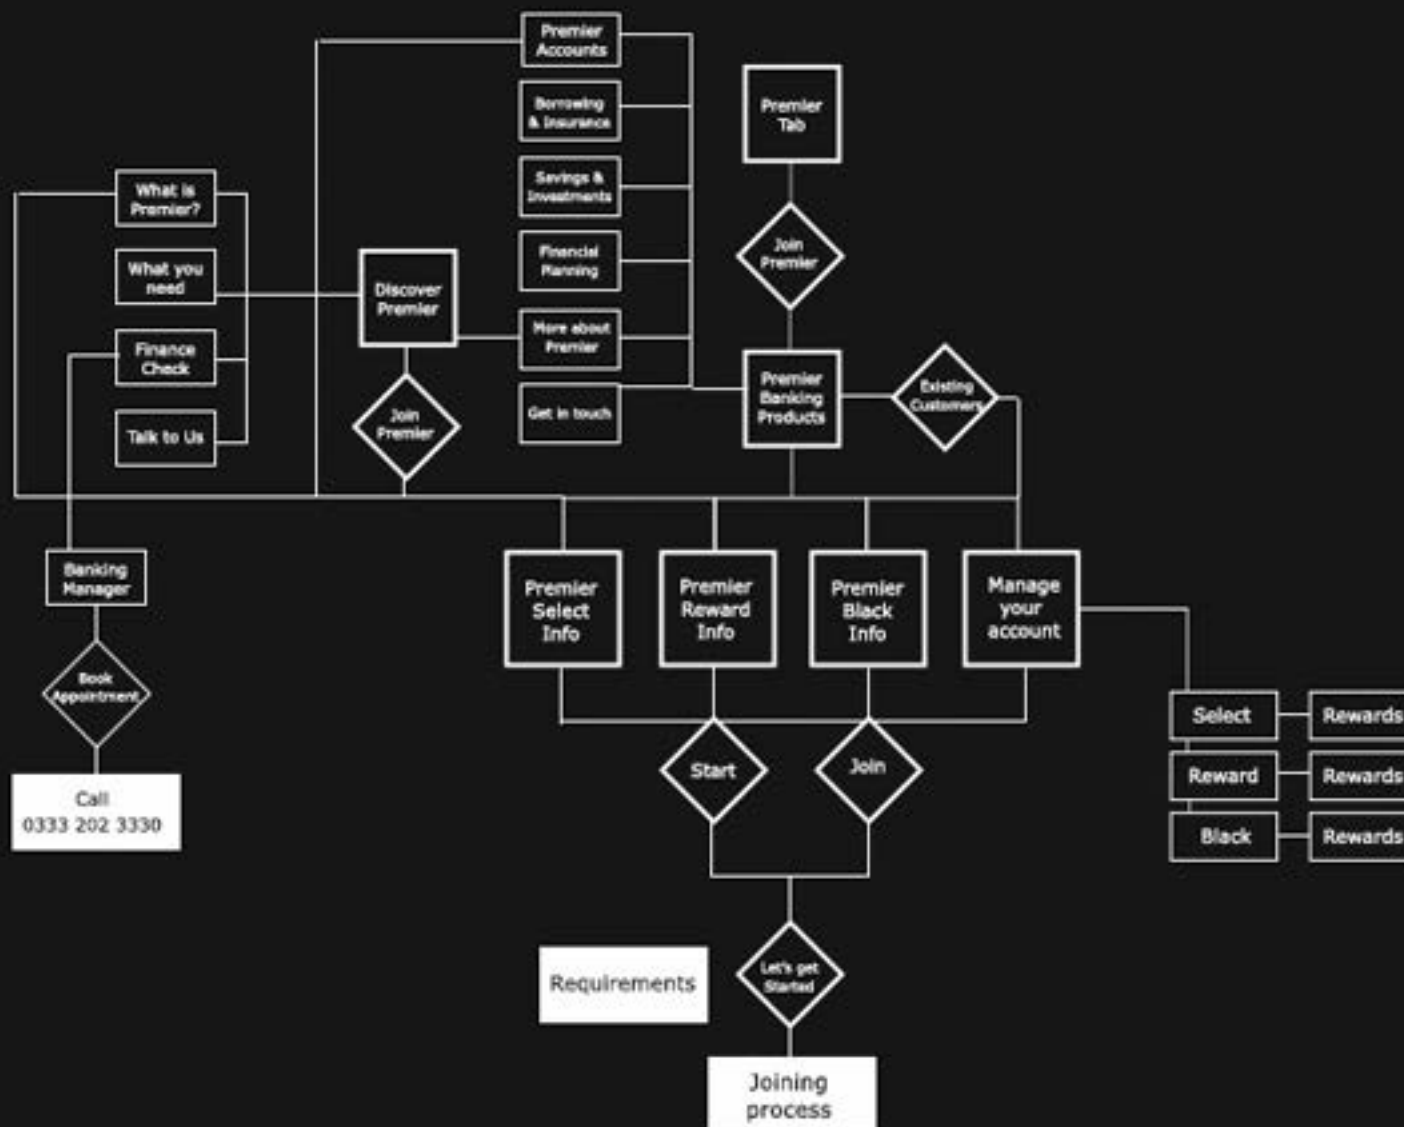 Premier
Accounts
Borrowing
& Insurance
Savings &
Investments
Financial
Planning
More about
Premier
Get in touch
Premier
Tab
Join
Premier
What is
Premier?
What you
need
Finance
Check
Talk to Us
Discover
Premier
Join
Premier
Premier
Banking
Products
Existing
Customers
Banking
Manager
Book
Appointment
Call
0333 202 3330
Premier
Select
Info
Premier
Reward
Info
Premier
Black
Info
Manage
your
account
Select
Rewards
Reward
Rewards
Black
Rewards
Start
Join
Let's get
Started
Requirements
Joining
process